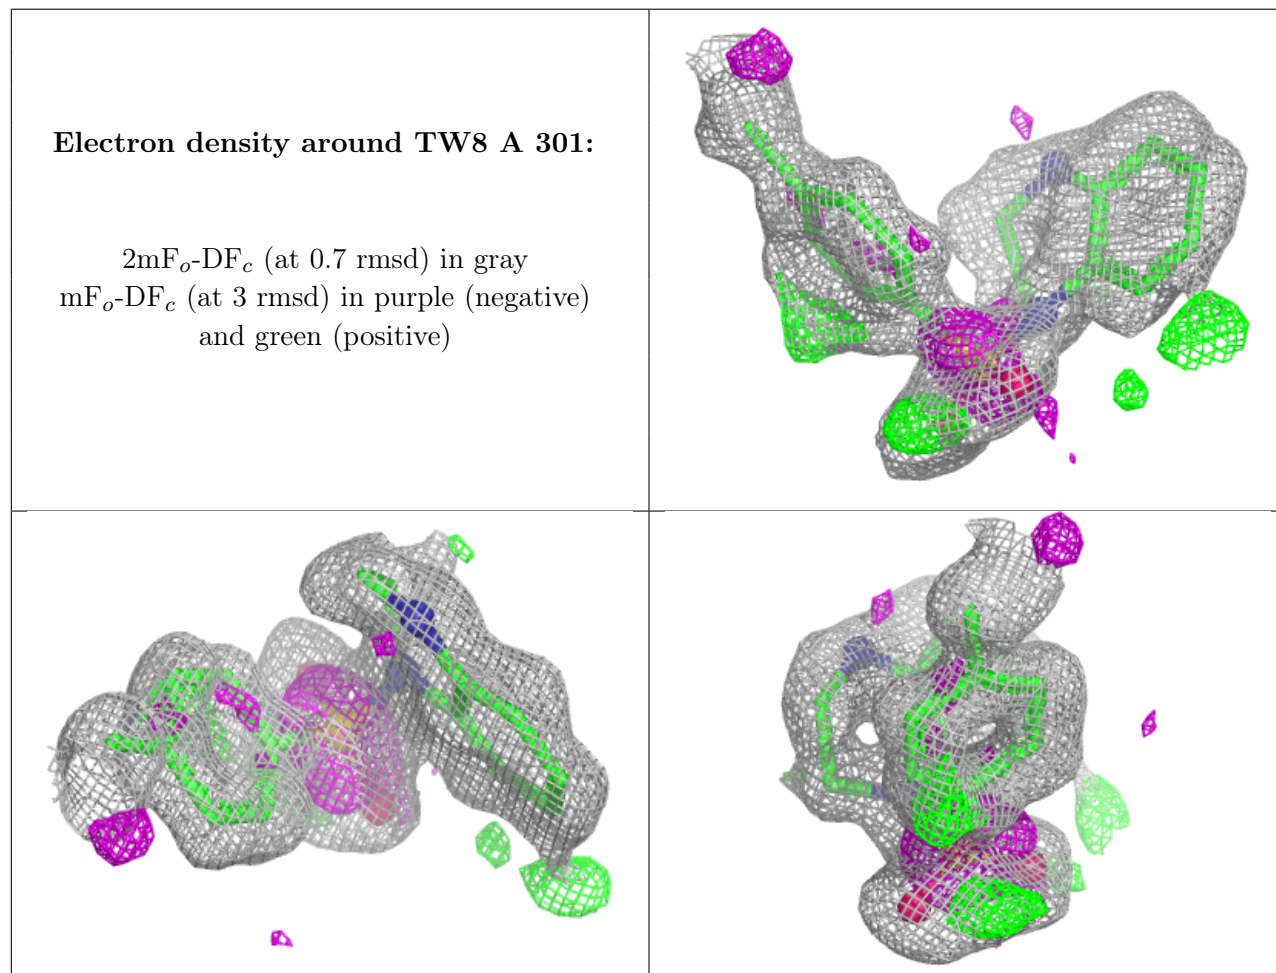 Electron density around TW8 A 301:
2mFo-DFc (at 0.7 rmsd) in gray
mFo-DFc (at 3 rmsd) in purple (negative)
and green (positive)